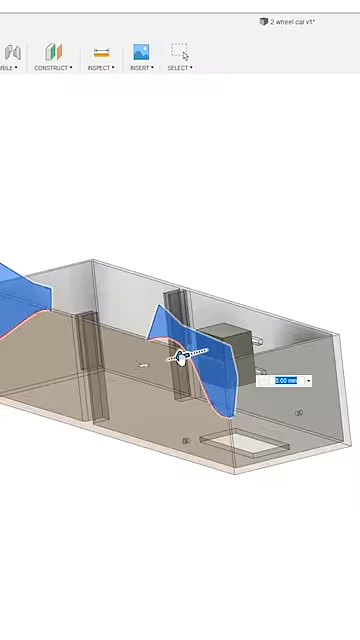 2 wheel car v1*
MBLE▾ CONSTRUCT▾ INSPECT▾ INSERT▾ SELECT▾
0.00 mm